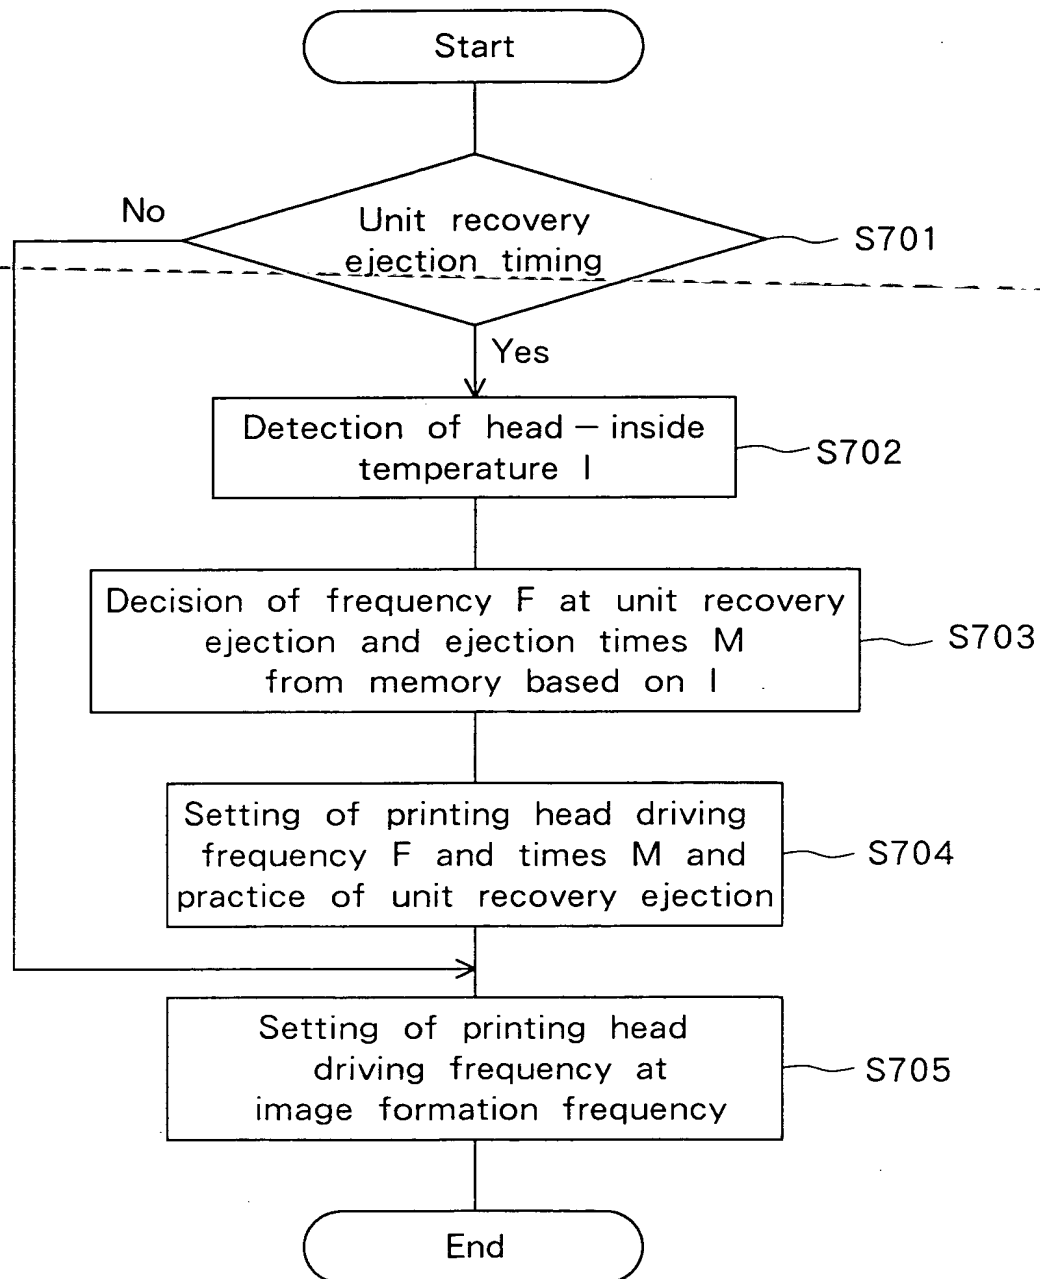 Start
No
Unit recovery
ejection timing
S701
Yes
Detection of head – inside
temperature I
S702
Decision of frequency F at unit recovery
ejection and ejection times M
from memory based on I
S703
Setting of printing head driving
frequency F and times M and
practice of unit recovery ejection
S704
Setting of printing head
driving frequency at
image formation frequency
S705
End